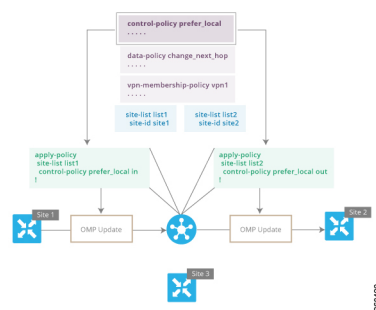 control-policy prefer_local
. . . . .
data-policy change_next_hop
. . . . .
vpn-membership-policy vpn1
. . . . .
site-list list1
site-id site1
site-list list2
site-id site2
apply-policy
site-list list1
control-policy prefer_local in
!
apply-policy
site-list list2
control-policy prefer_local out
!
Site 1
OMP Update
OMP Update
Site 2
Site 3